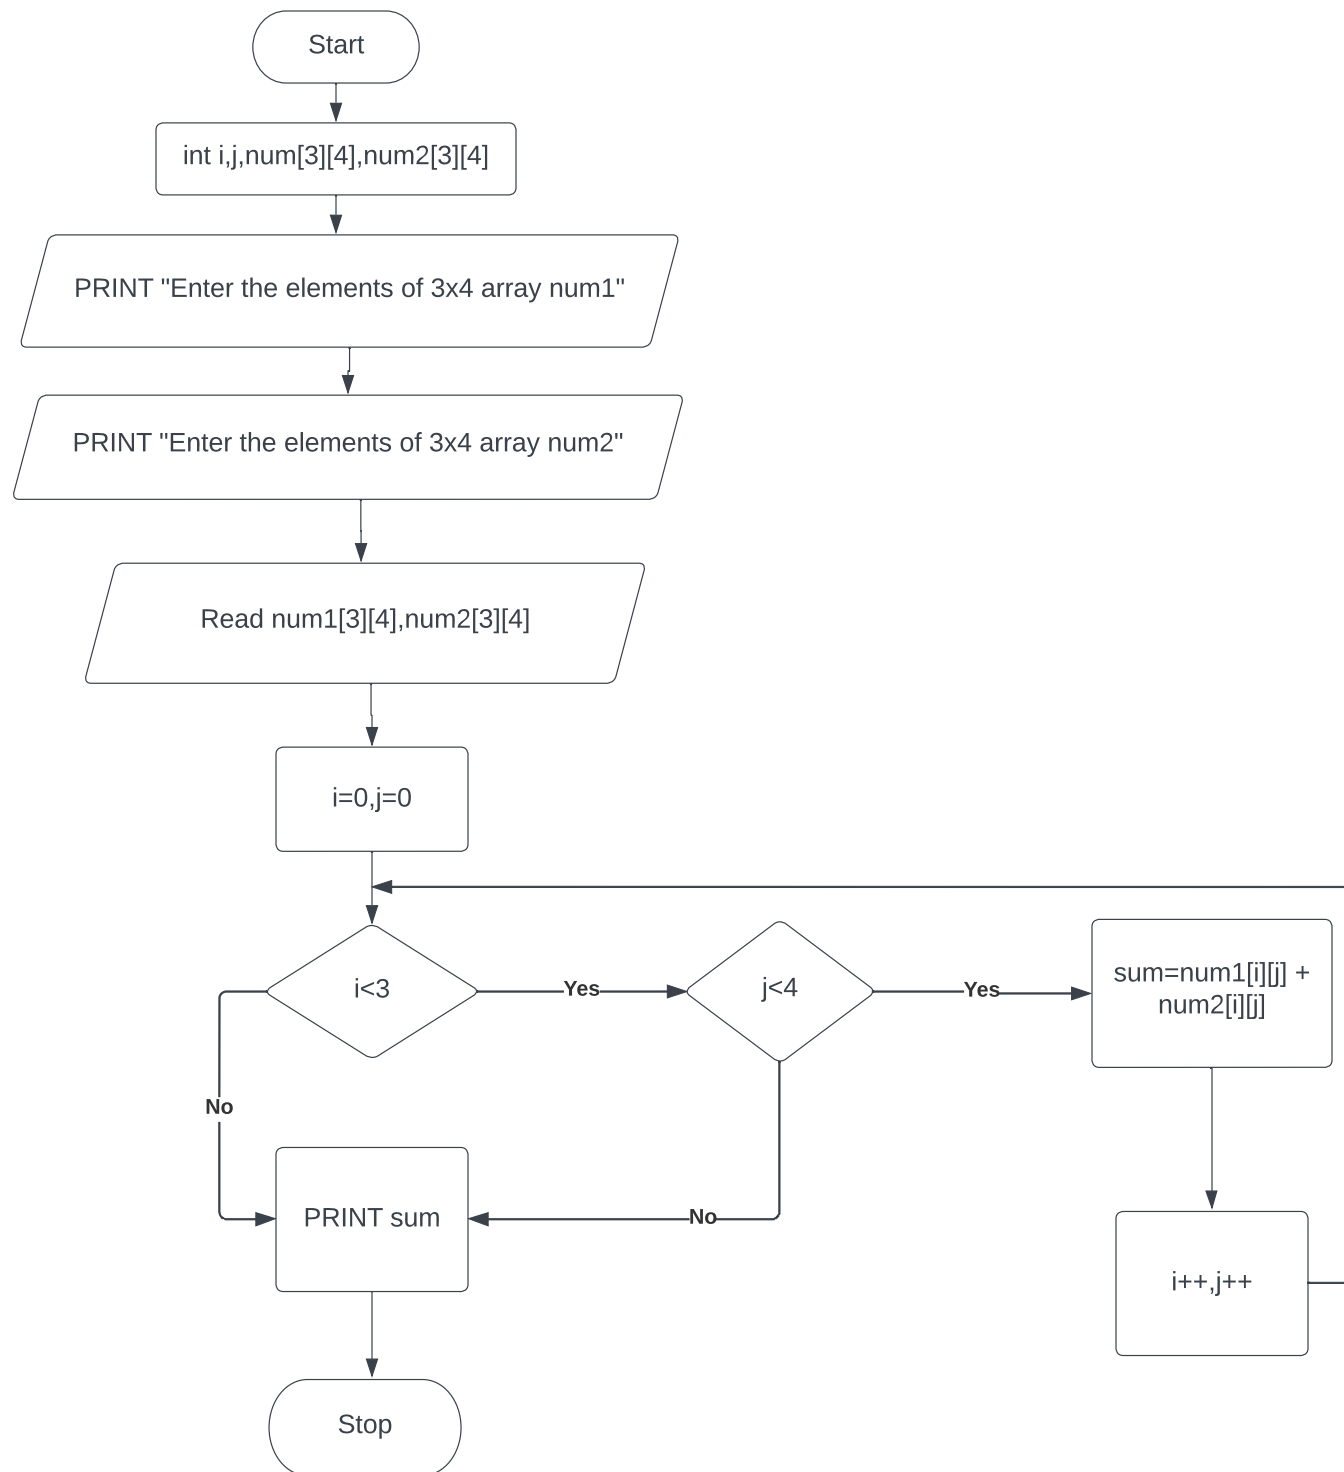 Start
int i,j,num[3][4],num2[3][4]
PRINT "Enter the elements of 3x4 array num1"
PRINT "Enter the elements of 3x4 array num2"
Read num1[3][4],num2[3][4]
i=0,j=0
i<3
Yes
j<4
Yes
sum=num1[i][j] +
num2[i][j]
No
PRINT sum
No
i++,j++
Stop